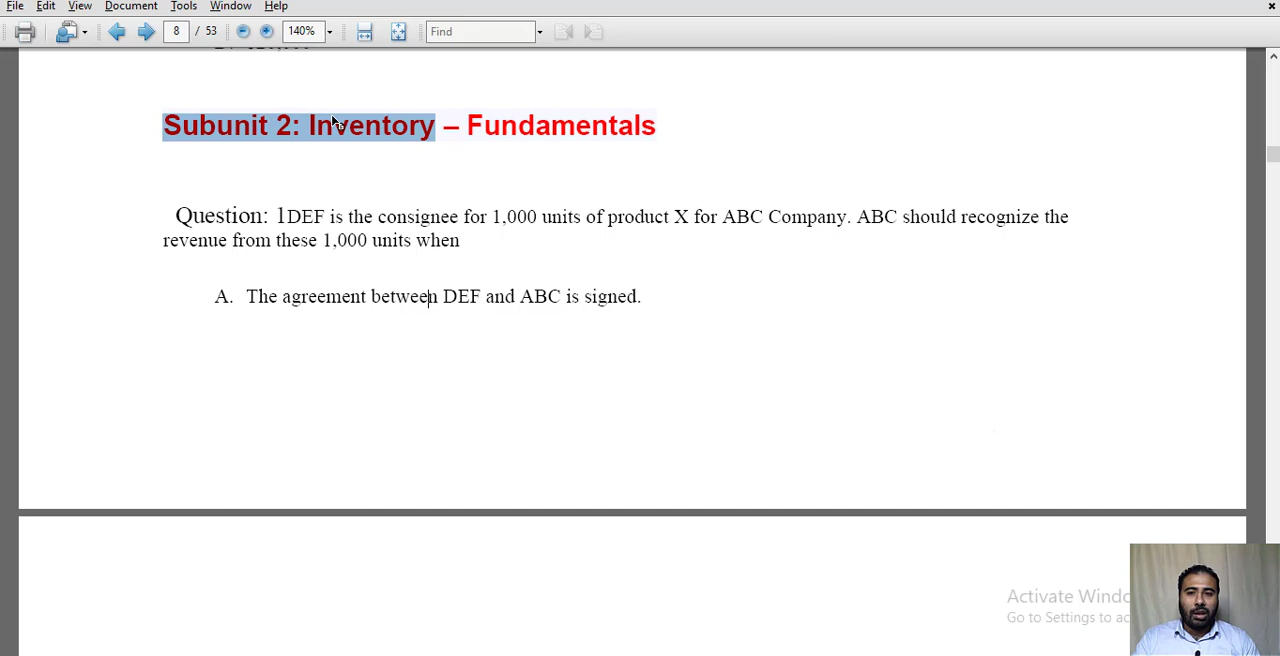 File Edit View Document Tools Window Help
8 / 53 140% Find
Subunit 2: Inventory – Fundamentals
Question: 1DEF is the consignee for 1,000 units of product X for ABC Company. ABC should recognize the
revenue from these 1,000 units when
A. The agreement between DEF and ABC is signed.
Activate
Go to Settings to